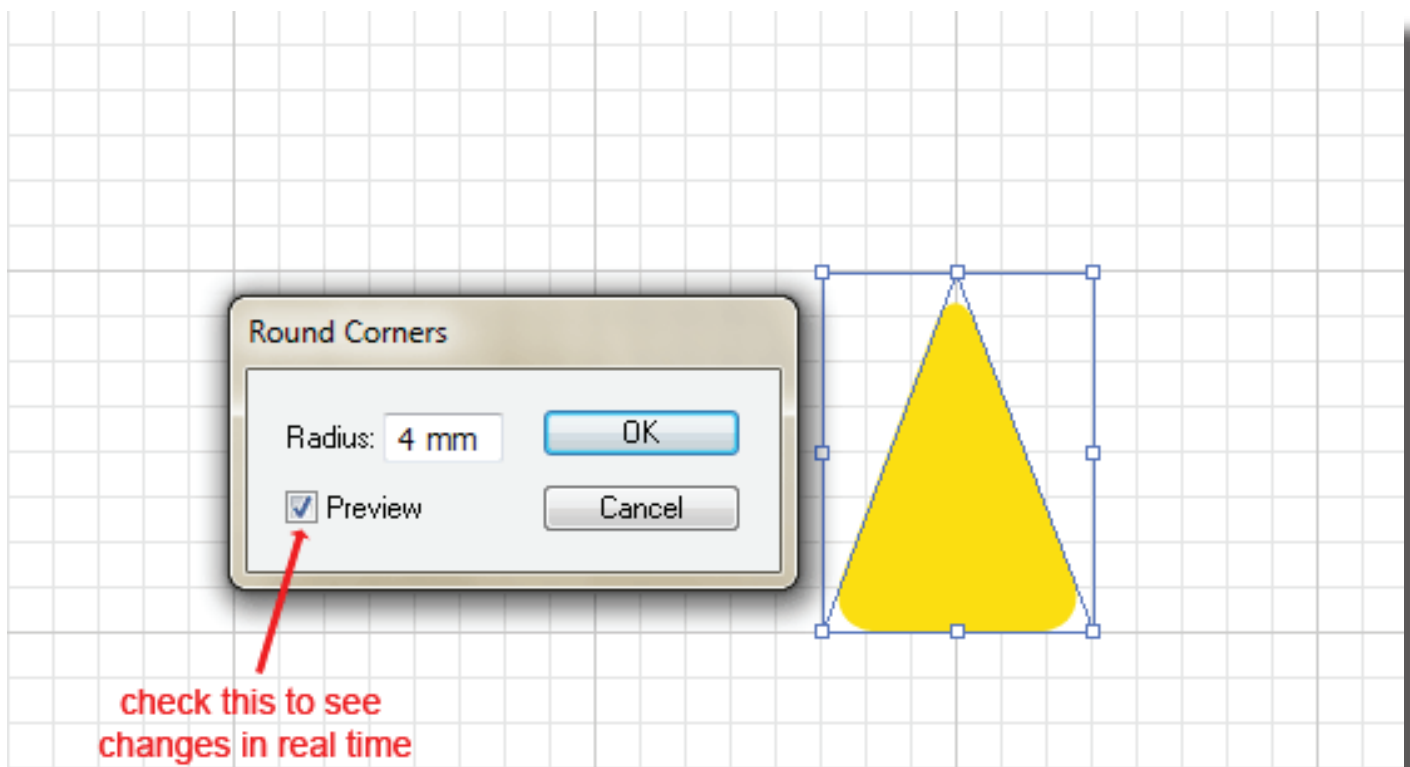 Round Corners
Radius: 4 mm
OK
Preview
Cancel
check this to see
changes in real time